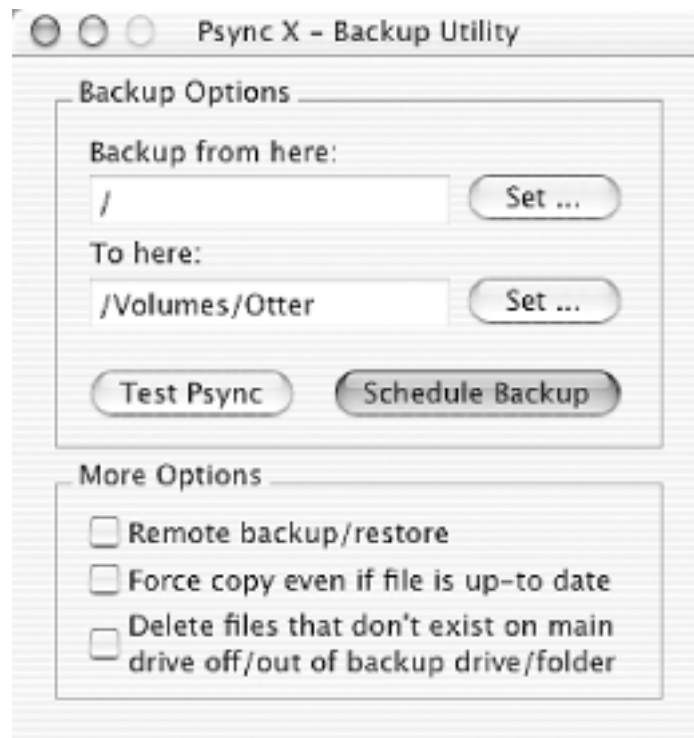 Psync X – Backup Utility
Backup Options
Backup from here:
/
Set ...
To here:
/Volumes/Otter
Set ...
Test Psync
Schedule Backup
More Options
Remote backup/restore
Force copy even if file is up-to date
Delete files that don't exist on main
drive off/out of backup drive/folder